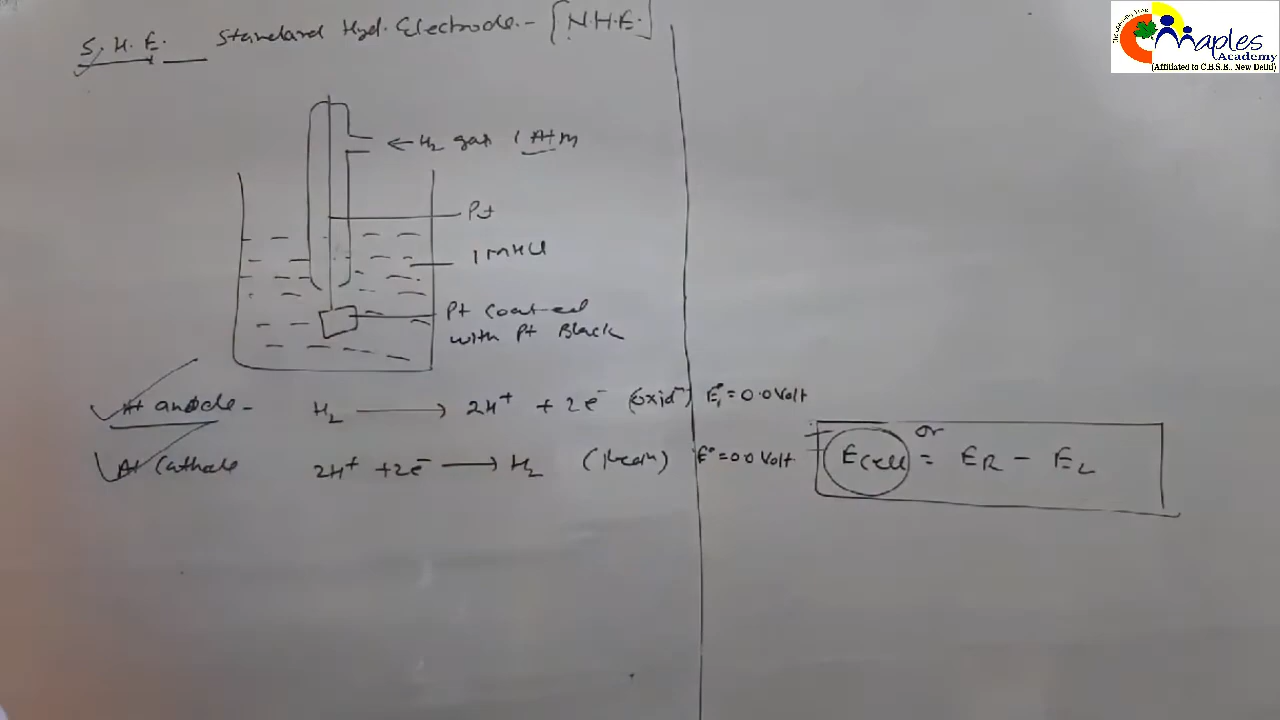 S. H. E. Standard Hyd. Electrode.- [N.H.E.]
← H2 gas 1 Atm
Pt
1 M HCl
Pt Coated
with Pt Black
At anode - H2 ⟶ 2H+ + 2e- (Oxidn) E°= 0.0 Volt
At Cathode 2H+ + 2e- ⟶ H2 E°= 0.0 Volt
or
Ecell = ER - EL
Maples
Academy
(Affiliated to C.B.S.E., New Delhi)